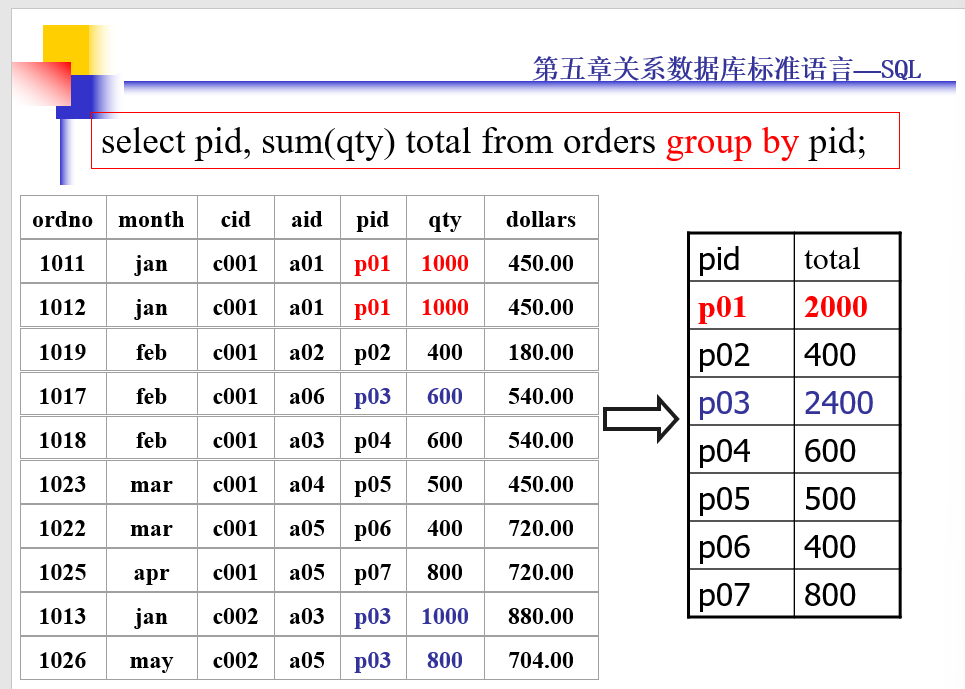 第五章关系数据库标准语言—SQL
select pid, sum(qty) total from orders group by pid;
ordno month cid aid pid qty dollars
1011 jan c001 a01 p01 1000 450.00
1012 jan c001 a01 p01 1000 450.00
1019 feb c001 a02 p02 400 180.00
1017 feb c001 a06 p03 600 540.00
1018 feb c001 a03 p04 600 540.00
1023 mar c001 a04 p05 500 450.00
1022 mar c001 a05 p06 400 720.00
1025 apr c001 a05 p07 800 720.00
1013 jan c002 a03 p03 1000 880.00
1026 may c002 a05 p03 800 704.00
pid total
p01 2000
p02 400
p03 2400
p04 600
p05 500
p06 400
p07 800